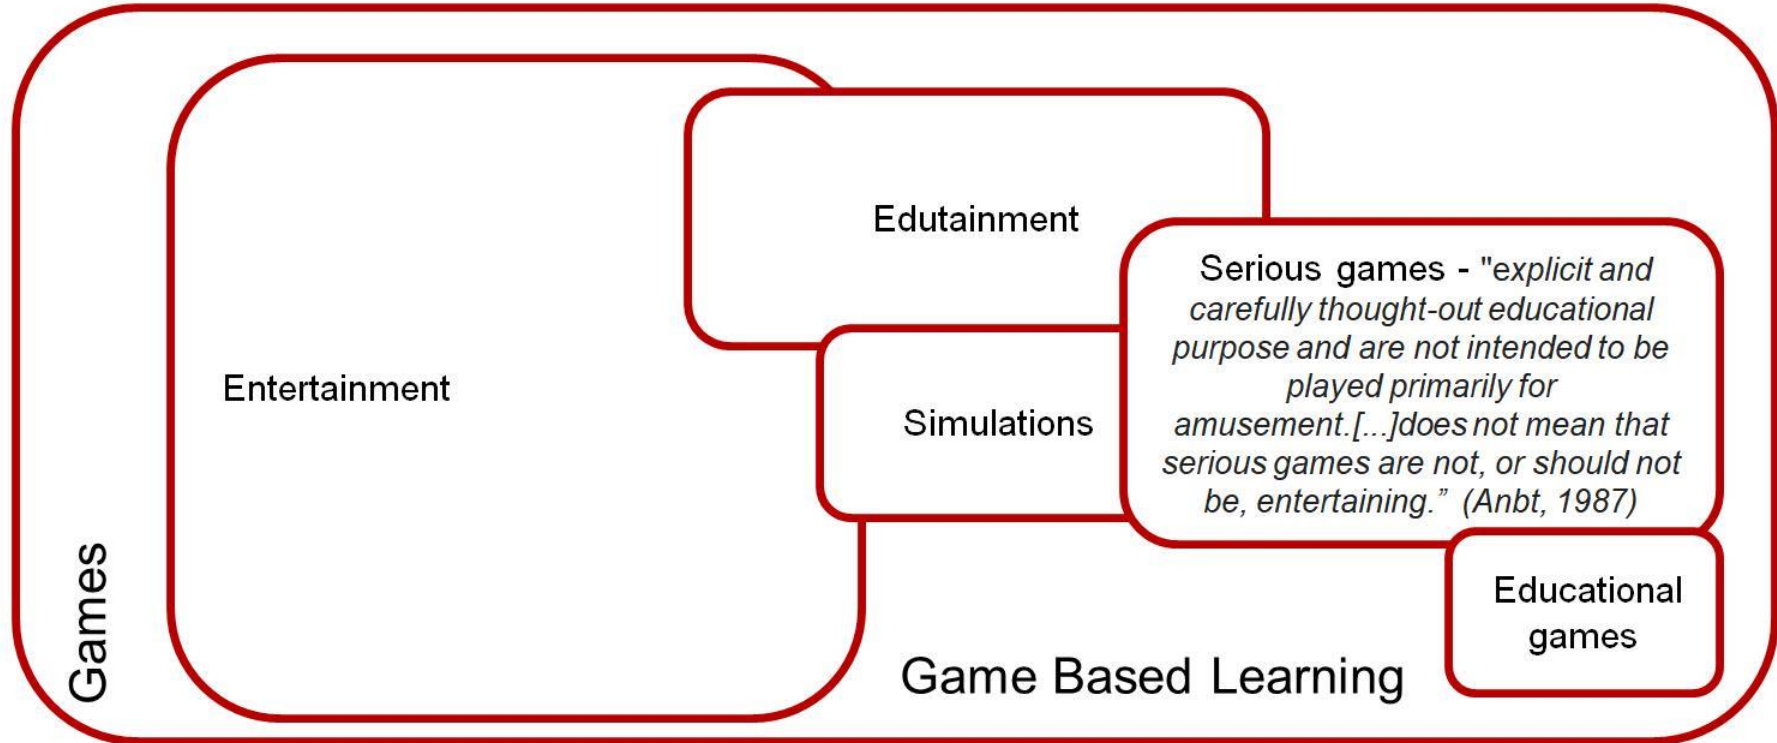 Edutainment
Serious games - "explicit and
carefully thought-out educational
purpose and are not intended to be
played primarily for
amusement.[...]does not mean that
serious games are not, or should not
be, entertaining.” (Anbt, 1987)
Entertainment
Simulations
Games
Educational
games
Game Based Learning